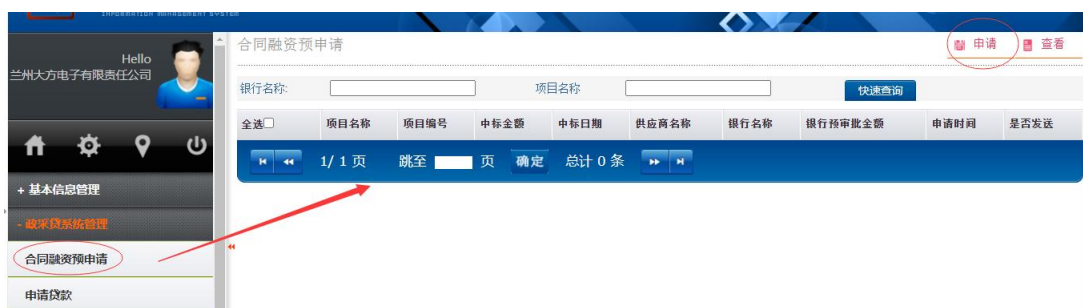 INFORMATION MANAGEMENT SYSTEM
Hello
兰州大方电子有限责任公司
+ 基本信息管理
- 政采贷系统管理
合同融资预申请
申请贷款
合同融资预申请
申请 查看
银行名称: 项目名称 快速查询
全选 项目名称 项目编号 中标金额 中标日期 供应商名称 银行名称 银行预审批金额 申请时间 是否发送
1/ 1 页 跳至 页 确定 总计 0 条